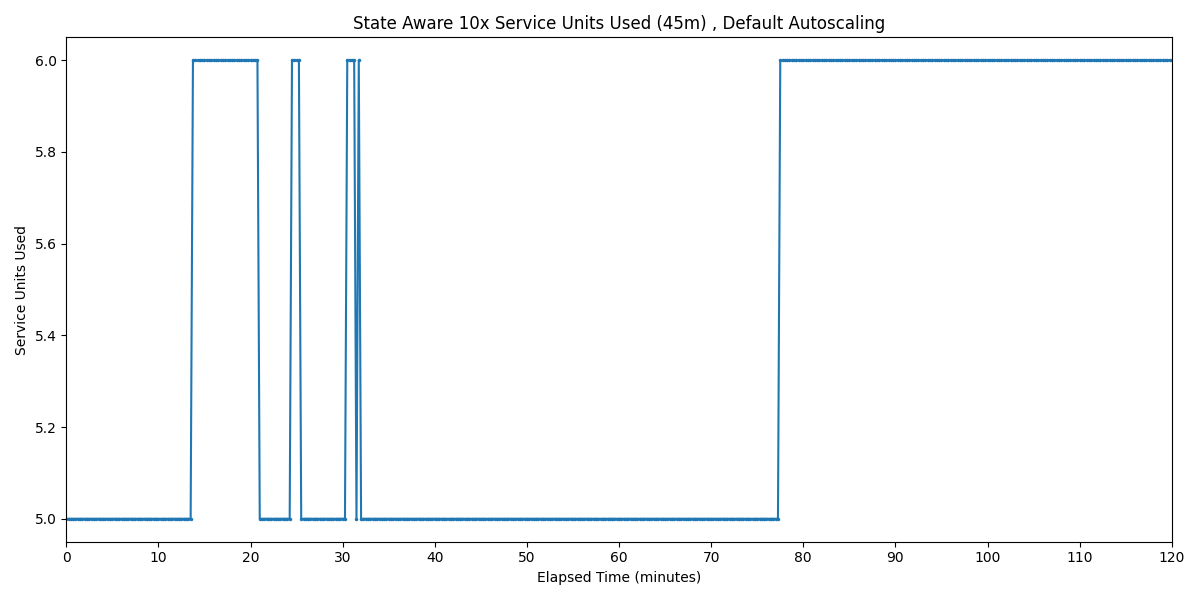 State Aware 10x Service Units Used (45m) , Default Autoscaling
6.0
5.8
5.6
5.4
5.2
5.0
Service Units Used
0 10 20 30 40 50 60 70 80 90 100 110 120
Elapsed Time (minutes)